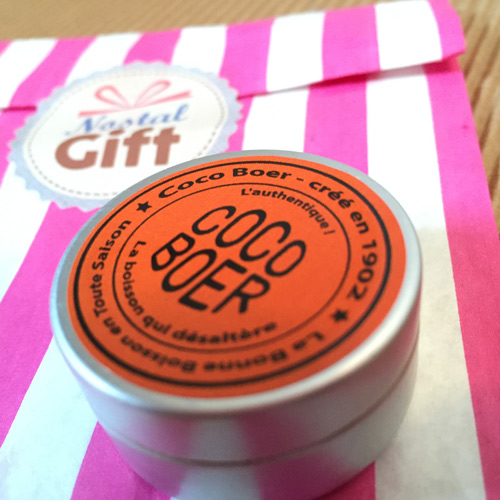 Nostal
Gift
Coco Boer - créé en 1902 ★ La Bonne Boisson en Toute Saison ★
L'authentique !
COCO
BOER
La boisson qui désaltère